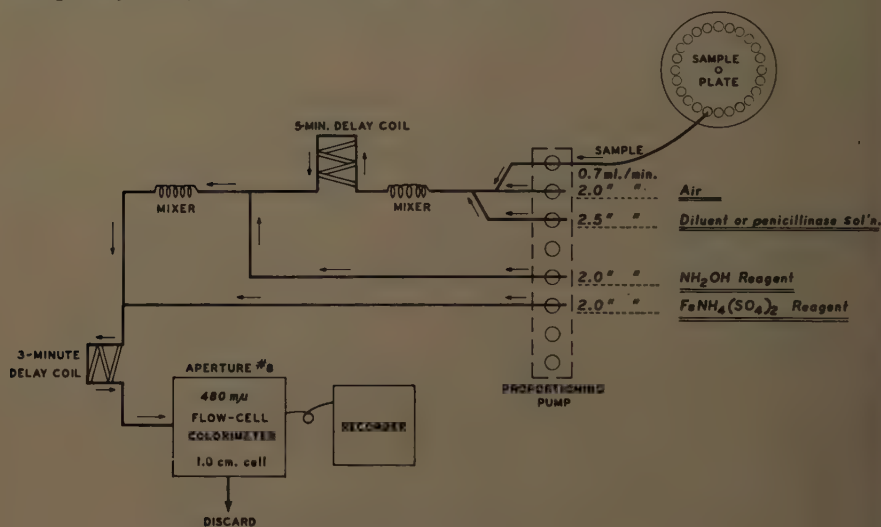 SAMPLE
PLATE
5-MIN. DELAY COIL
SAMPLE
0.7 ml./min.
MIXER
MIXER
2.0 " " Air
2.5 " " Diluent or penicillinase sol'n.
2.0 " " NH₂OH Reagent
2.0 " " FeNH₄(SO₄)₂ Reagent
3-MINUTE
DELAY COIL
APERTURE #8
480 mμ
FLOW-CELL
COLORIMETER
1.0 cm. cell
RECORDER
PROPORTIONING
PUMP
DISCARD